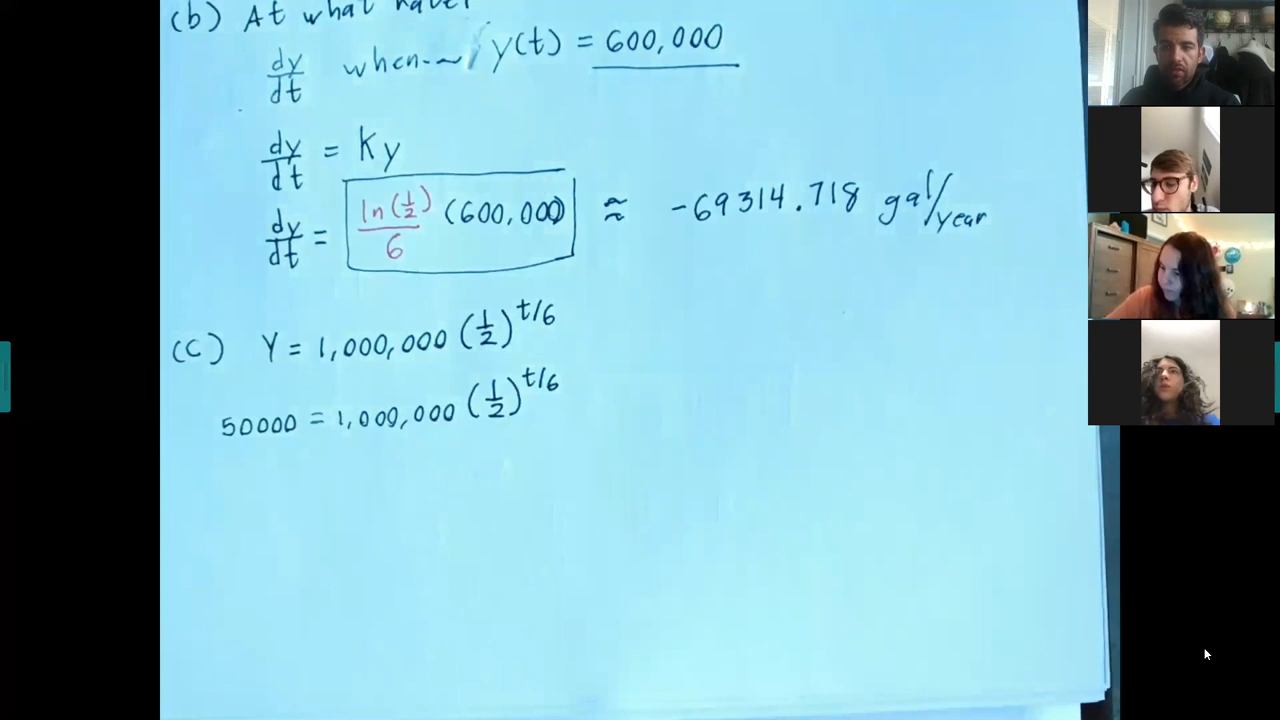 (b) At what rate?
dy/dt when~ y(t) = 600,000
dy/dt = Ky
dy/dt = ln(1/2)/6 (600,000) ≈ -69314.718 gal/year
(c) Y = 1,000,000 (1/2)^t/6
50000 = 1,000,000 (1/2)^t/6